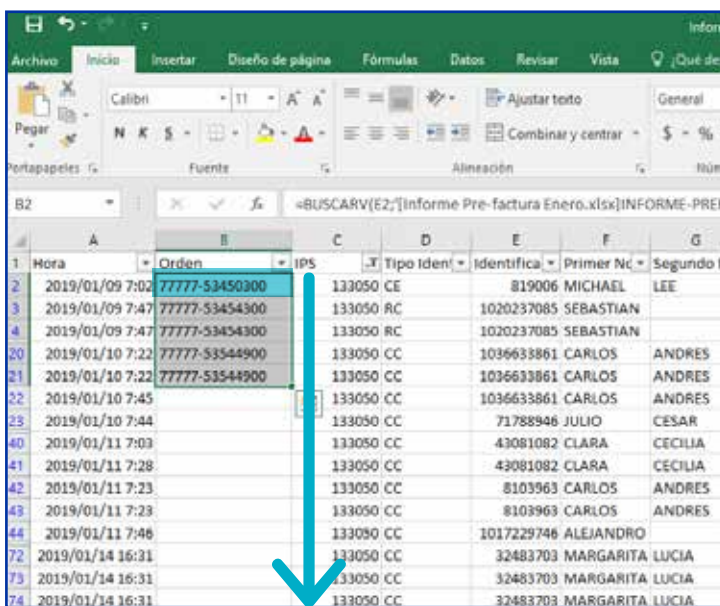 Infor
Archivo Inicio Insertar Diseño de página Fórmulas Datos Revisar Vista ¿Qué de
Pegar Calibri 11 A A Ajustar texto General
N K S A Combinar y centrar $ %
Portapapeles Fuente Alineación Núm
B2 fx =BUSCARV(E2;'[Informe Pre-factura Enero.xlsx]INFORME-PREI
A B C D E F G
1 Hora Orden IPS Tipo Ident Identifica Primer No Segundo
2 2019/01/09 7:02 77777-53450300 133050 CE 819006 MICHAEL LEE
3 2019/01/09 7:47 77777-53454300 133050 RC 1020237085 SEBASTIAN
4 2019/01/09 7:47 77777-53454300 133050 RC 1020237085 SEBASTIAN
20 2019/01/10 7:22 77777-53544900 133050 CC 1036633861 CARLOS ANDRES
21 2019/01/10 7:22 77777-53544900 133050 CC 1036633861 CARLOS ANDRES
22 2019/01/10 7:45 133050 CC 1036633861 CARLOS ANDRES
23 2019/01/10 7:44 133050 CC 71788946 JULIO CESAR
40 2019/01/11 7:03 133050 CC 43081082 CLARA CECILIA
41 2019/01/11 7:28 133050 CC 43081082 CLARA CECILIA
42 2019/01/11 7:23 133050 CC 8103963 CARLOS ANDRES
43 2019/01/11 7:23 133050 CC 8103963 CARLOS ANDRES
44 2019/01/11 7:46 133050 CC 1017229746 ALEJANDRO
72 2019/01/14 16:31 133050 CC 32483703 MARGARITA LUCIA
73 2019/01/14 16:31 133050 CC 32483703 MARGARITA LUCIA
74 2019/01/14 16:31 133050 CC 32483703 MARGARITA LUCIA